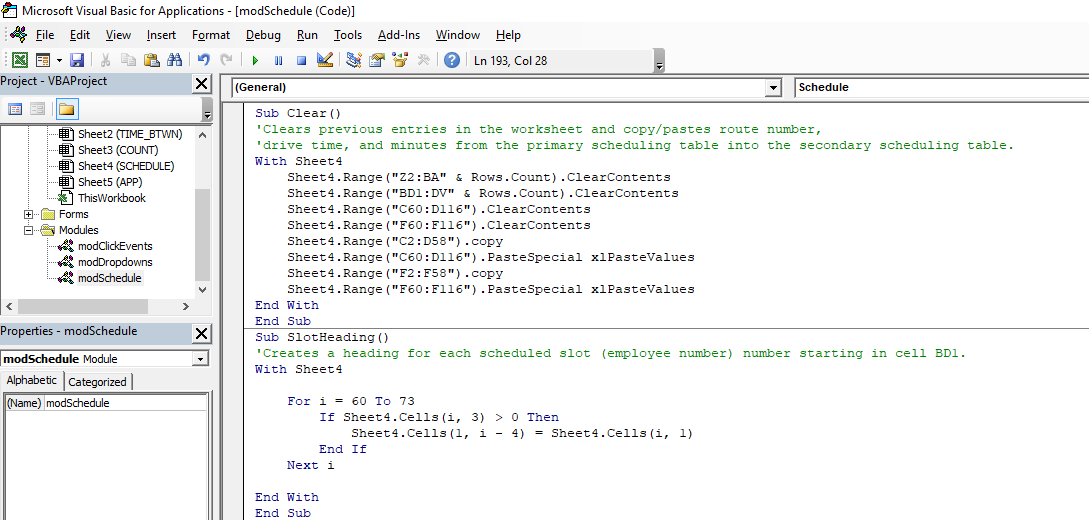 Microsoft Visual Basic for Applications - [modSchedule (Code)]
File Edit View Insert Format Debug Run Tools Add-Ins Window Help
Ln 193, Col 28
Project - VBAProject
Sheet2 (TIME_BTWN)
Sheet3 (COUNT)
Sheet4 (SCHEDULE)
Sheet5 (APP)
ThisWorkbook
Forms
Modules
modClickEvents
modDropdowns
modSchedule
Properties - modSchedule
modSchedule Module
Alphabetic Categorized
(Name) modSchedule
(General) Schedule
Sub Clear()
'Clears previous entries in the worksheet and copy/pastes route number,
'drive time, and minutes from the primary scheduling table into the secondary scheduling table.
With Sheet4
Sheet4.Range("Z2:BA" & Rows.Count).ClearContents
Sheet4.Range("BD1:DV" & Rows.Count).ClearContents
Sheet4.Range("C60:D116").ClearContents
Sheet4.Range("F60:F116").ClearContents
Sheet4.Range("C2:D58").copy
Sheet4.Range("C60:D116").PasteSpecial xlPasteValues
Sheet4.Range("F2:F58").copy
Sheet4.Range("F60:F116").PasteSpecial xlPasteValues
End With
End Sub
Sub SlotHeading()
'Creates a heading for each scheduled slot (employee number) number starting in cell BD1.
With Sheet4
For i = 60 To 73
If Sheet4.Cells(i, 3) > 0 Then
Sheet4.Cells(1, i - 4) = Sheet4.Cells(i, 1)
End If
Next i
End With
End Sub